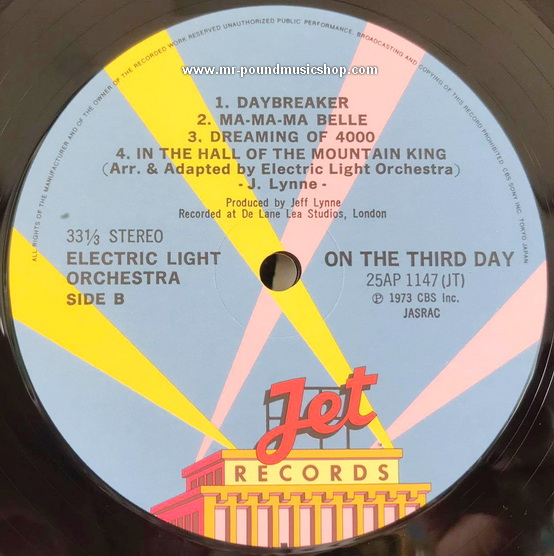 ALL RIGHTS OF THE MANUFACTURER AND OF THE OWNER OF THE RECORDED WORK RESERVED UNAUTHORIZED PUBLIC PERFORMANCE, BROADCASTING AND COPYING OF THIS RECORD PROHIBITED. CBS SONY INC. TOKYO JAPAN
www.mr-poundmusicshop.com
1. DAYBREAKER
2. MA-MA-MA BELLE
3. DREAMING OF 4000
4. IN THE HALL OF THE MOUNTAIN KING
(Arr. & Adapted by Electric Light Orchestra)
- J. Lynne -
Produced by Jeff Lynne
Recorded at De Lane Lea Studios, London
33⅓ STEREO
ELECTRIC LIGHT
ORCHESTRA
SIDE B
ON THE THIRD DAY
25AP 1147 (JT)
℗ 1973 CBS Inc.
JASRAC
Jet
RECORDS